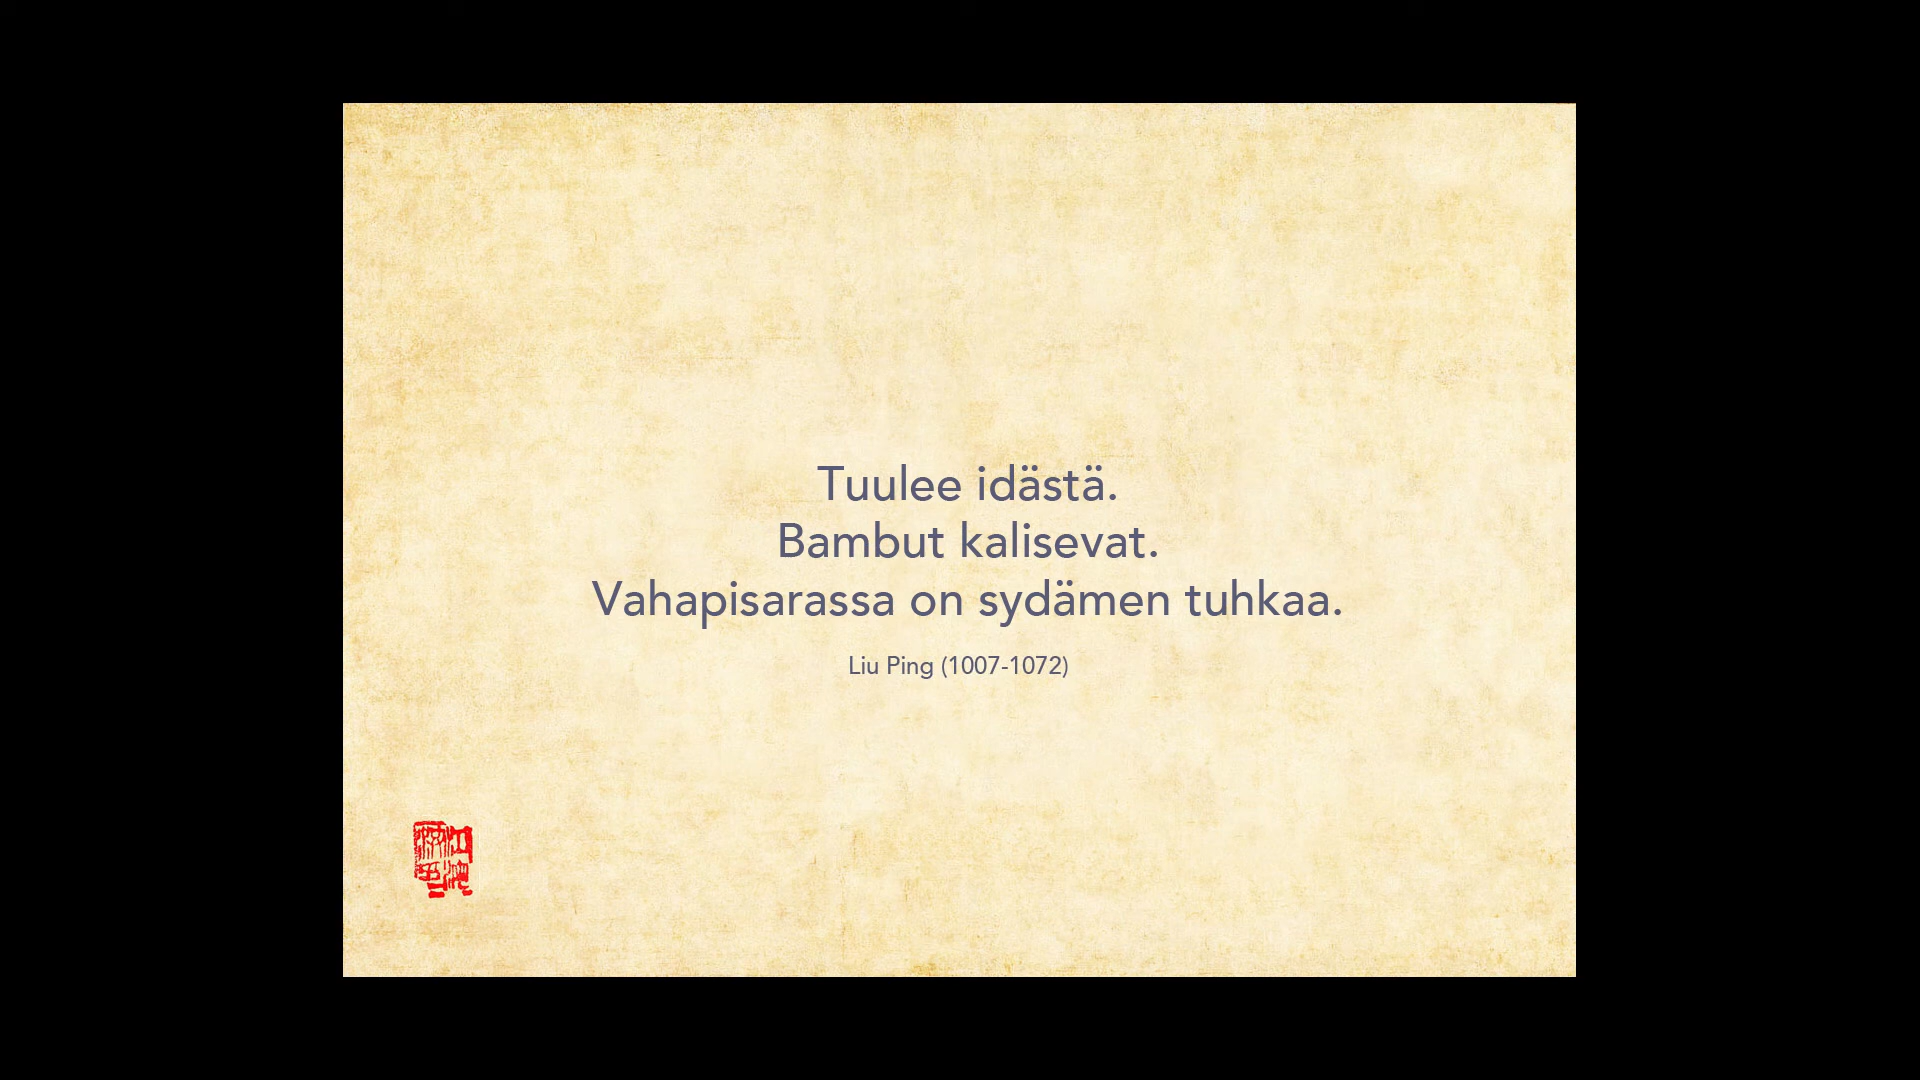 Tuulee idästä.
Bambut kalisevat.
Vahapisarassa on sydämen tuhkaa.
Liu Ping (1007-1072)